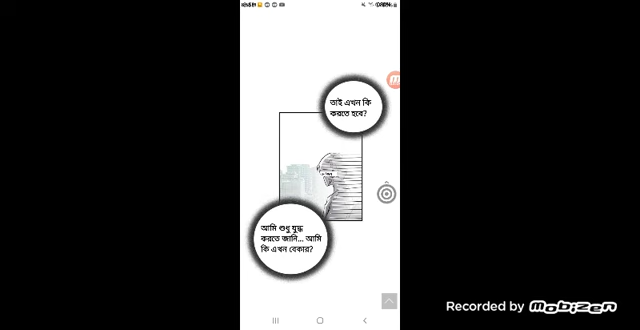 তাই এখন কি
করতে হবে?
আমি শুধু যুদ্ধ
করতে জানি... আমি
কি এখন বেকার?
Recorded by MOBIZEN